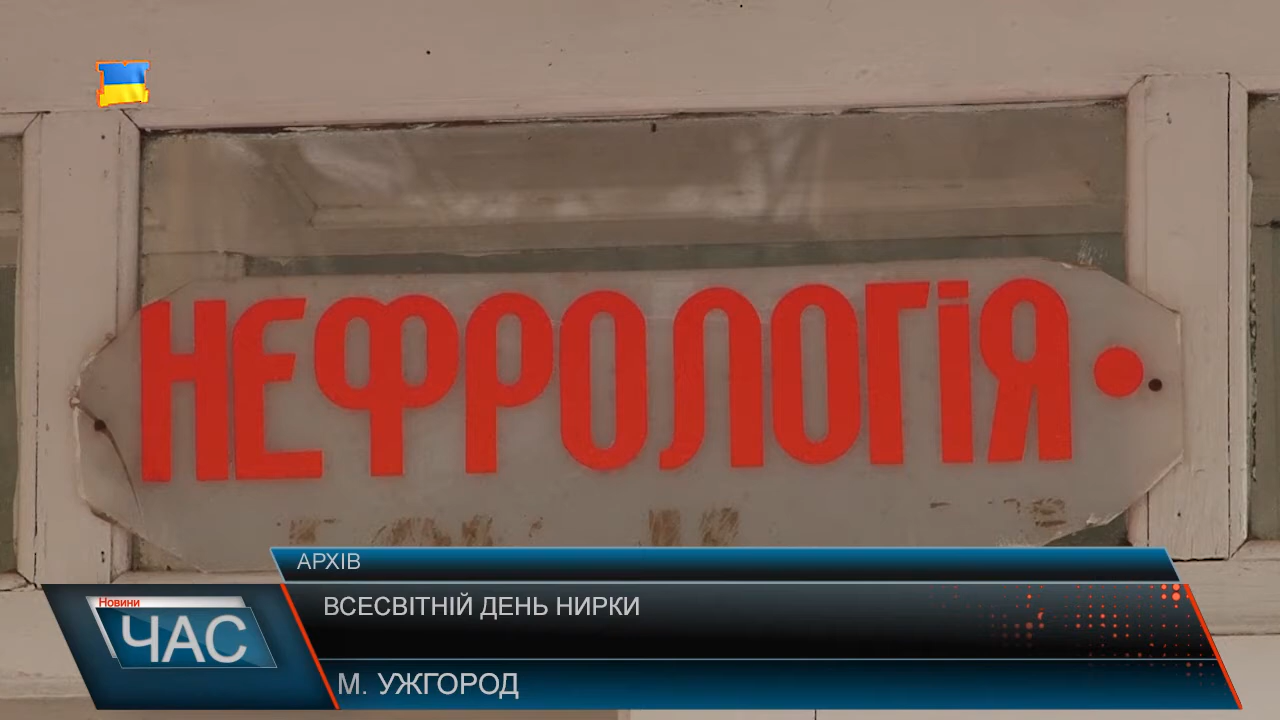 НЕФРОЛОГІЯ
АРХІВ
Новини
ЧАС
ВСЕСВІТНІЙ ДЕНЬ НИРКИ
М. УЖГОРОД